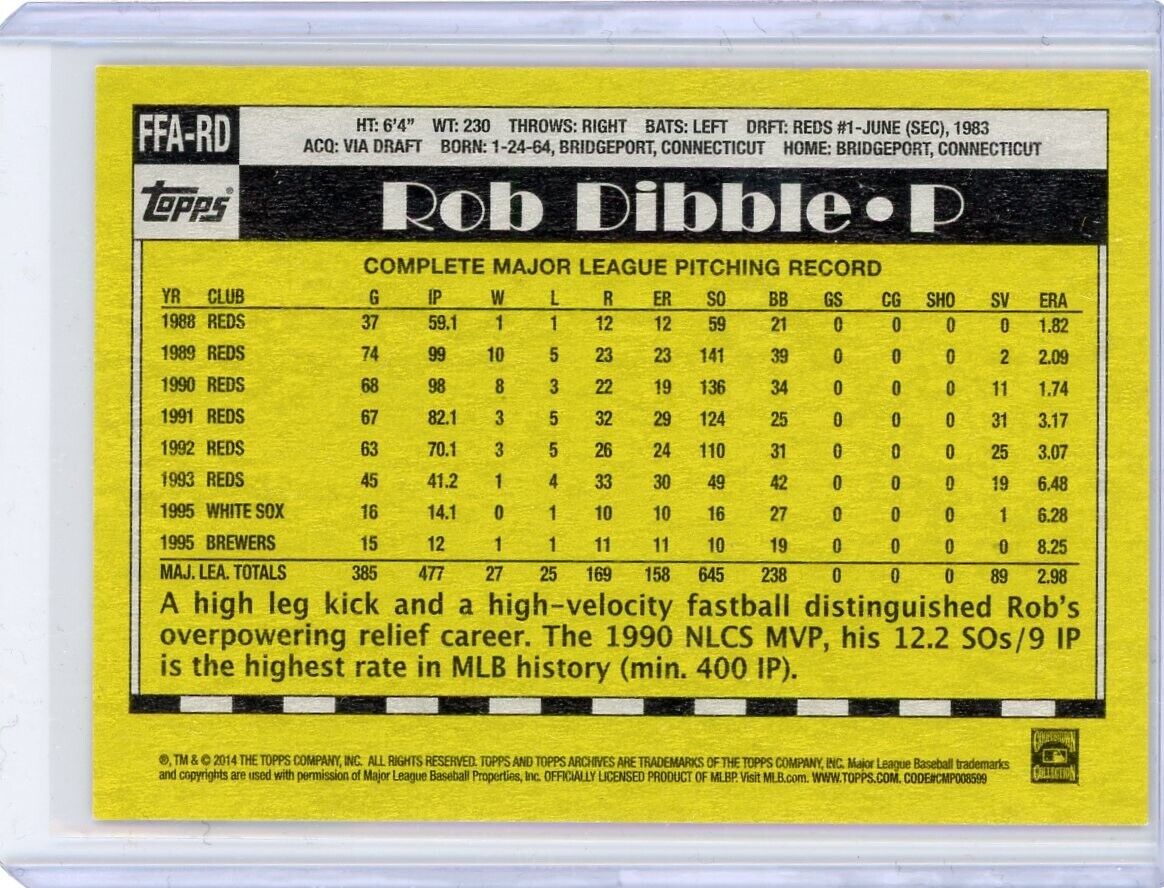 FFA-RD
HT: 6'4" WT: 230 THROWS: RIGHT BATS: LEFT DRFT: REDS #1-JUNE (SEC), 1983
ACQ: VIA DRAFT BORN: 1-24-64, BRIDGEPORT, CONNECTICUT HOME: BRIDGEPORT, CONNECTICUT
Topps®
Rob Dibble • P
COMPLETE MAJOR LEAGUE PITCHING RECORD
YR CLUB G IP W L R ER SO BB GS CG SHO SV ERA
1988 REDS 37 59.1 1 1 12 12 59 21 0 0 0 0 1.82
1989 REDS 74 99 10 5 23 23 141 39 0 0 0 2 2.09
1990 REDS 68 98 8 3 22 19 136 34 0 0 0 11 1.74
1991 REDS 67 82.1 3 5 32 29 124 25 0 0 0 31 3.17
1992 REDS 63 70.1 3 5 26 24 110 31 0 0 0 25 3.07
1993 REDS 45 41.2 1 4 33 30 49 42 0 0 0 19 6.48
1995 WHITE SOX 16 14.1 0 1 10 10 16 27 0 0 0 1 6.28
1995 BREWERS 15 12 1 1 11 11 10 19 0 0 0 0 8.25
MAJ. LEA. TOTALS 385 477 27 25 169 158 645 238 0 0 0 89 2.98
A high leg kick and a high-velocity fastball distinguished Rob's
overpowering relief career. The 1990 NLCS MVP, his 12.2 SOs/9 IP
is the highest rate in MLB history (min. 400 IP).
®, TM & © 2014 THE TOPPS COMPANY, INC. ALL RIGHTS RESERVED. TOPPS AND TOPPS ARCHIVES ARE TRADEMARKS OF THE TOPPS COMPANY, INC. Major League Baseball trademarks
and copyrights are used with permission of Major League Baseball Properties, Inc. OFFICIALLY LICENSED PRODUCT OF MLBP. Visit MLB.com. WWW.TOPPS.COM. CODE#CMP008599
COOPERSTOWN
COLLECTION